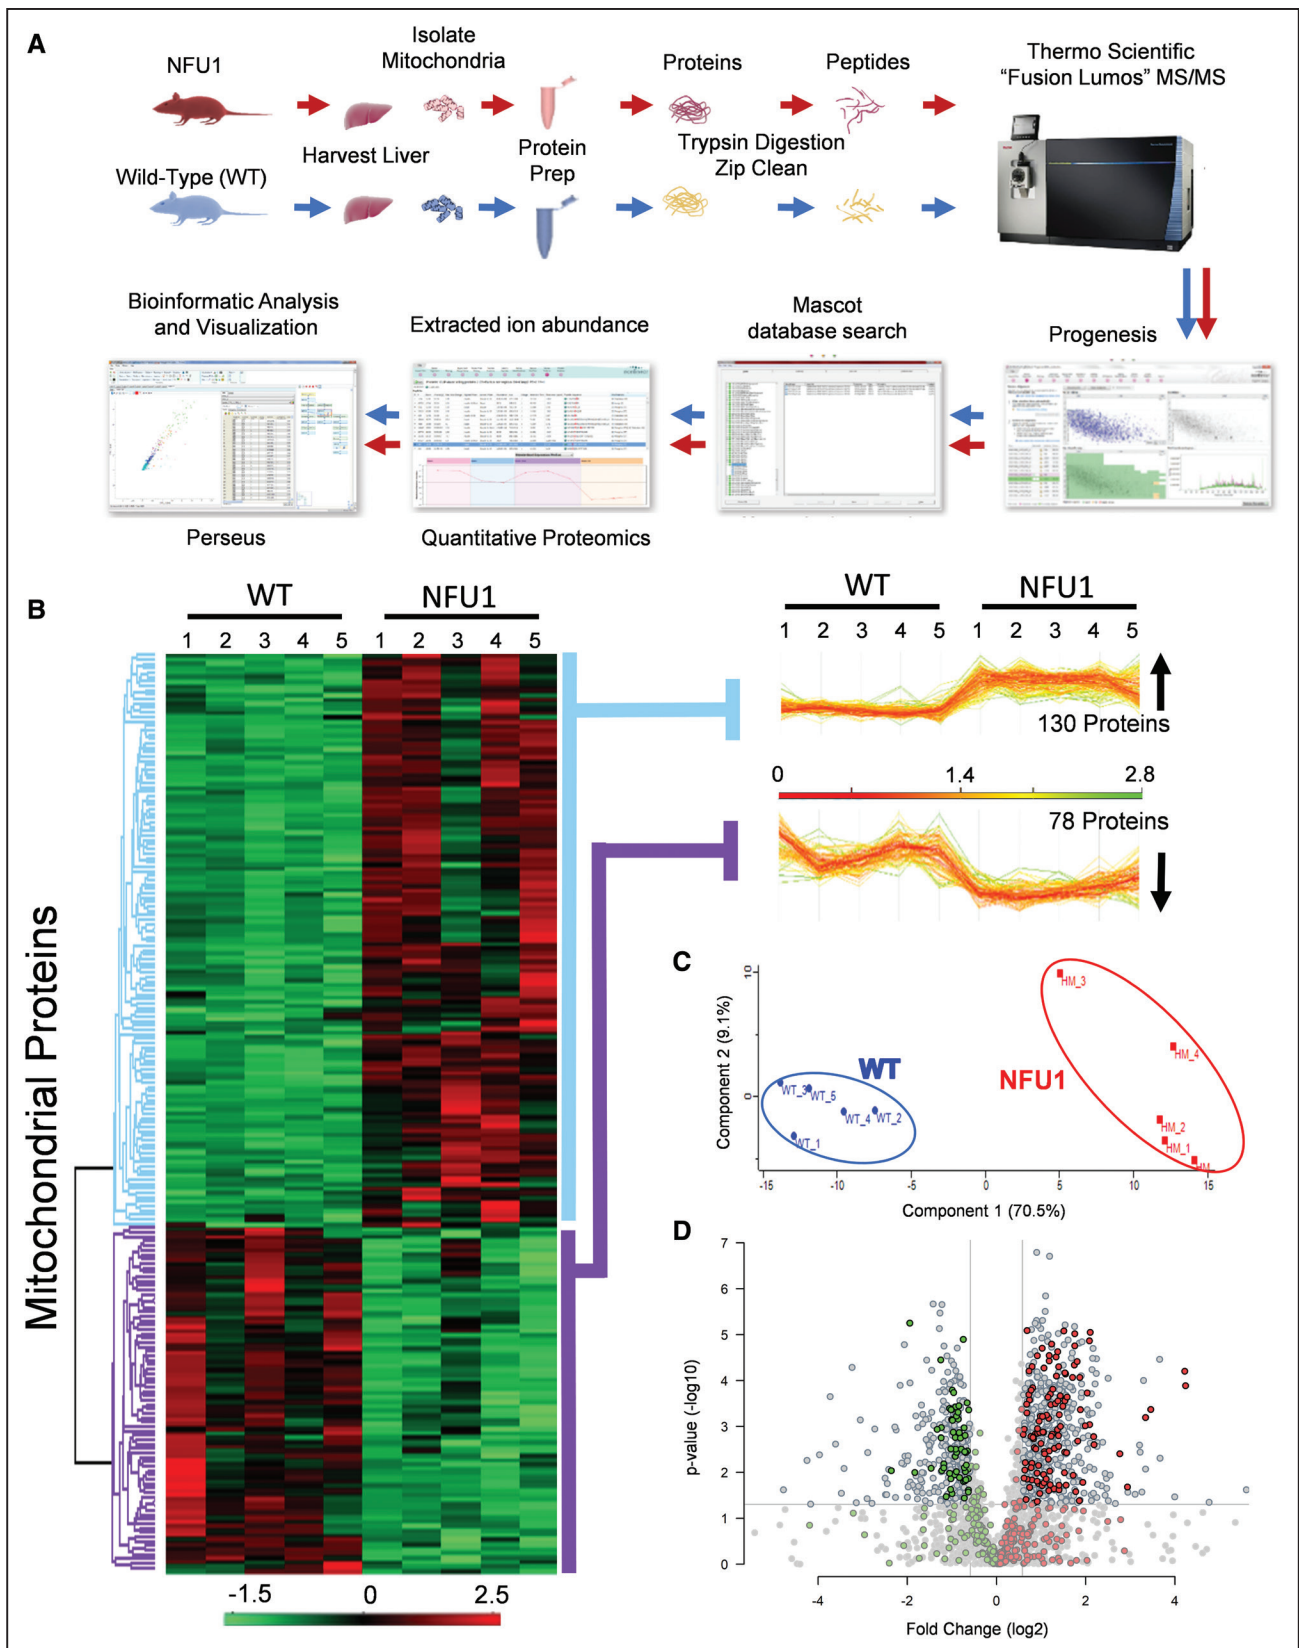 A
NFU1
Isolate
Mitochondria
Proteins
Peptides
Thermo Scientific
“Fusion Lumos” MS/MS
Harvest Liver
Protein
Prep
Trypsin Digestion
Zip Clean
Wild-Type (WT)
Bioinformatic Analysis
and Visualization
Extracted ion abundance
Mascot
database search
Progenesis
Perseus
Quantitative Proteomics
B
WT
NFU1
1 2 3 4 5 1 2 3 4 5
WT
NFU1
1 2 3 4 5 1 2 3 4 5
130 Proteins
0 1.4 2.8
78 Proteins
Mitochondrial Proteins
-1.5 0 2.5
C
Component 2 (9.1%)
10
0
WT
WT_3
WT_5
WT_4
WT_2
WT_1
NFU1
HM_3
HM_4
HM_2
HM_1
HM_
-15 -10 -5 0 5 10 15
Component 1 (70.5%)
D
p-value (-log10)
7
6
5
4
3
2
1
0
-4 -2 0 2 4
Fold Change (log2)